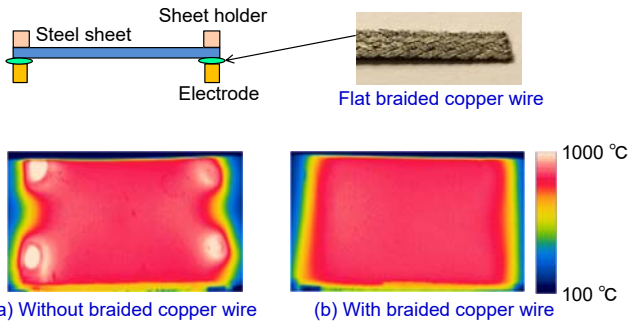 Sheet holder
Steel sheet
Electrode
Flat braided copper wire
1000 °C
100 °C
a) Without braided copper wire
(b) With braided copper wire